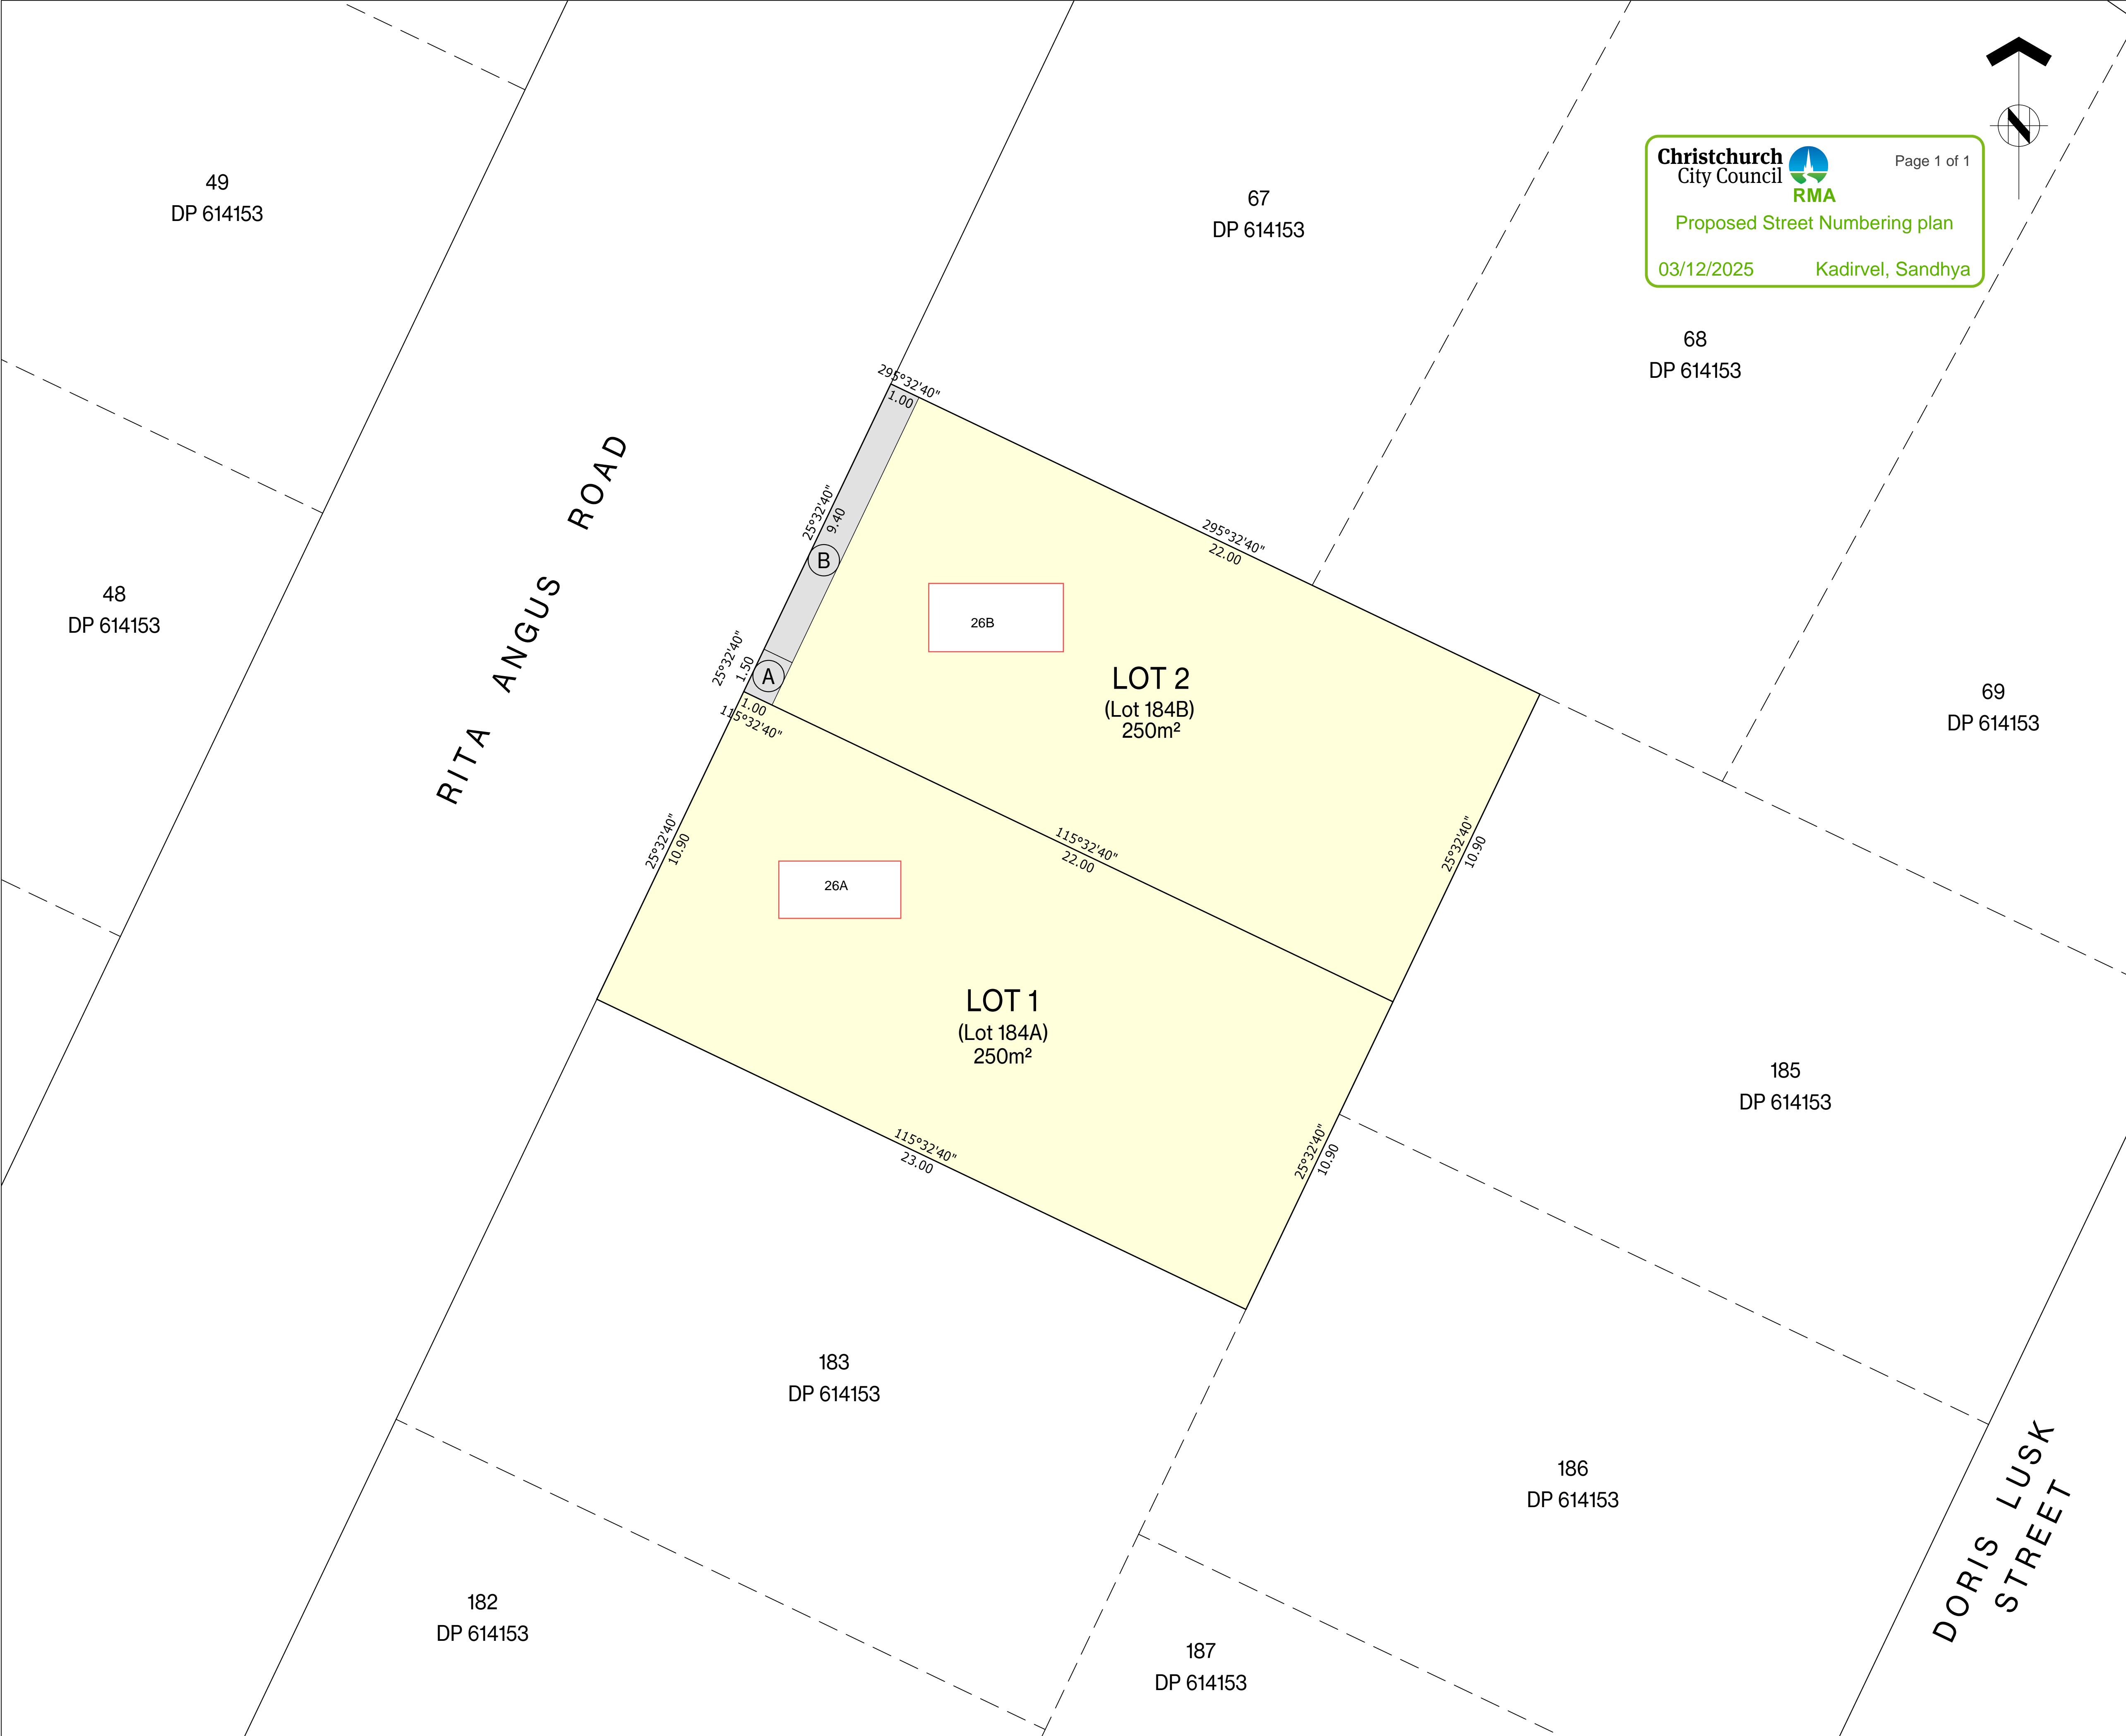 49
DP 614153
67
DP 614153
N
Christchurch
City Council
RMA
Page 1 of 1
Proposed Street Numbering plan
03/12/2025 Kadirvel, Sandhya
68
DP 614153
48
DP 614153
RITA ANGUS ROAD
295°32'40"
1.00
25°32'40"
9.40
B
295°32'40"
22.00
26B
25°32'40"
1.50
A
1.00
115°32'40"
LOT 2
(Lot 184B)
250m²
69
DP 614153
25°32'40"
10.90
115°32'40"
22.00
25°32'40"
10.90
26A
LOT 1
(Lot 184A)
250m²
115°32'40"
23.00
25°32'40"
10.90
185
DP 614153
183
DP 614153
186
DP 614153
182
DP 614153
187
DP 614153
DORIS LUSK
STREET